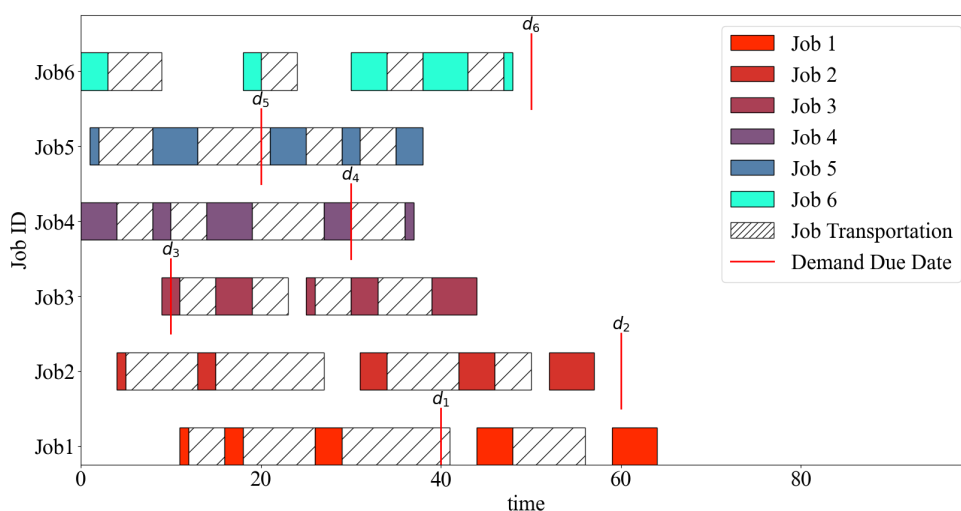 d6
Job6
d5
Job5
d4
Job4
d3
Job3
d2
Job2
d1
Job1
Job ID
0
20
40
60
80
time
Job 1
Job 2
Job 3
Job 4
Job 5
Job 6
Job Transportation
Demand Due Date